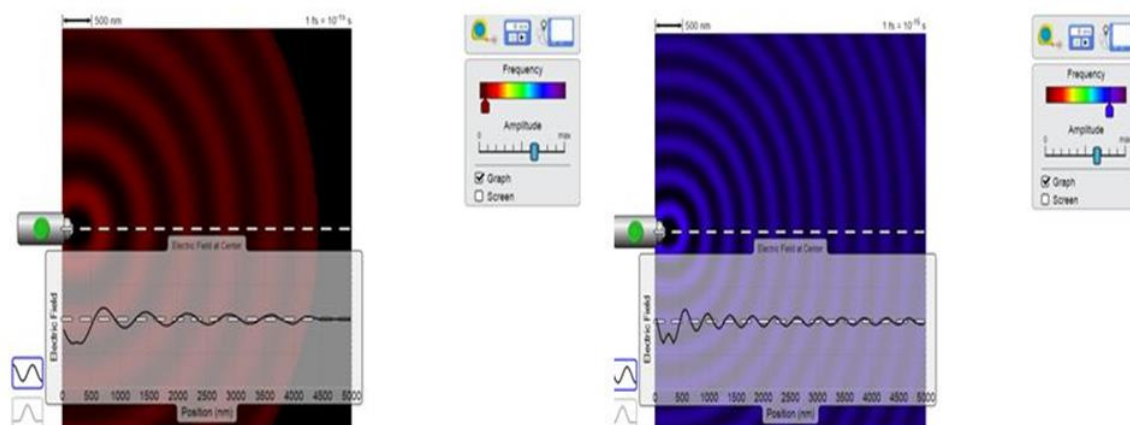 500 nm
1 fs = 10⁻¹⁵ s
Frequency
Amplitude
0
max
Graph
Screen
Electric Field at Center
Electric Field
0 500 1000 1500 2000 2500 3000 3500 4000 4500 5000
Position (nm)
500 nm
1 fs = 10⁻¹⁵ s
Frequency
Amplitude
0
max
Graph
Screen
Electric Field at Center
Electric Field
0 500 1000 1500 2000 2500 3000 3500 4000 4500 5000
Position (nm)